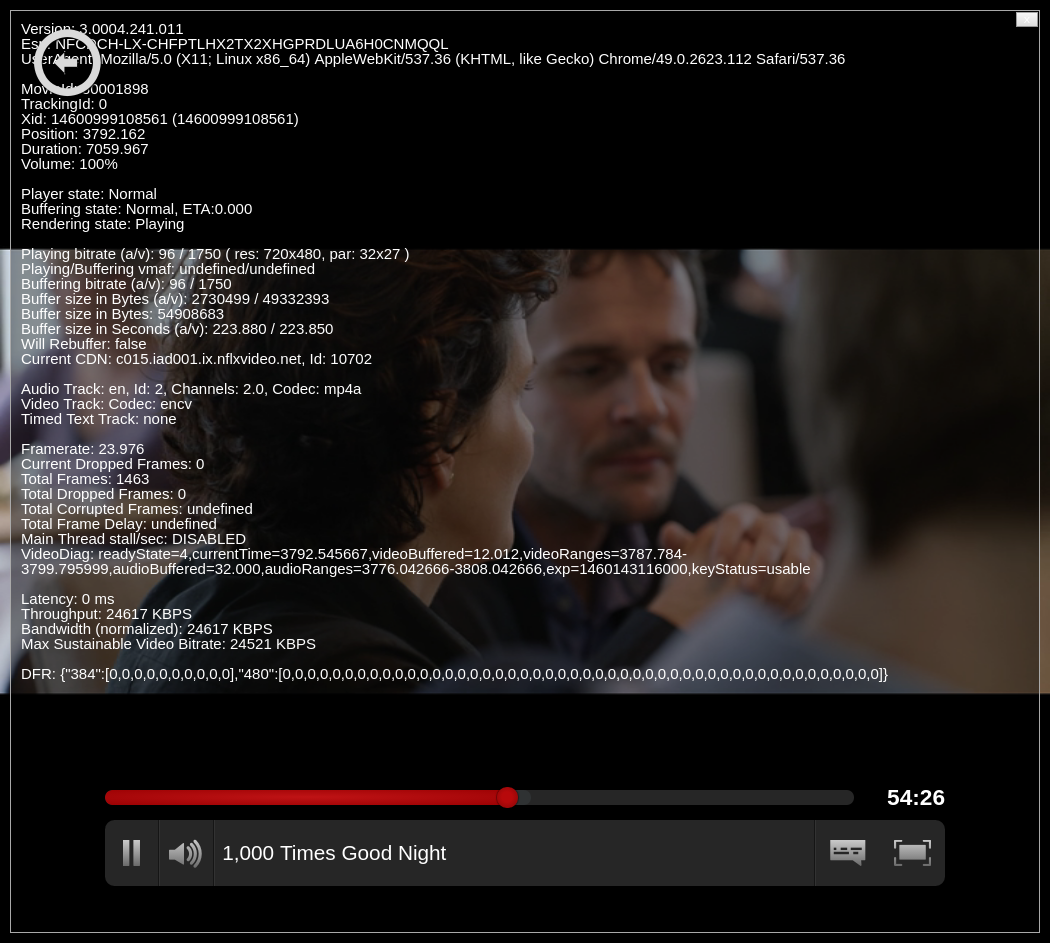 Version: 3.0004.241.011
Esn: NFCDCH-LX-CHFPTLHX2TX2XHGPRDLUA6H0CNMQQL
UserAgent: Mozilla/5.0 (X11; Linux x86_64) AppleWebKit/537.36 (KHTML, like Gecko) Chrome/49.0.2623.112 Safari/537.36
MovieId: 80001898
TrackingId: 0
Xid: 14600999108561 (14600999108561)
Position: 3792.162
Duration: 7059.967
Volume: 100%
Player state: Normal
Buffering state: Normal, ETA:0.000
Rendering state: Playing
Playing bitrate (a/v): 96 / 1750 ( res: 720x480, par: 32x27 )
Playing/Buffering vmaf: undefined/undefined
Buffering bitrate (a/v): 96 / 1750
Buffer size in Bytes (a/v): 2730499 / 49332393
Buffer size in Bytes: 54908683
Buffer size in Seconds (a/v): 223.880 / 223.850
Will Rebuffer: false
Current CDN: c015.iad001.ix.nflxvideo.net, Id: 10702
Audio Track: en, Id: 2, Channels: 2.0, Codec: mp4a
Video Track: Codec: encv
Timed Text Track: none
Framerate: 23.976
Current Dropped Frames: 0
Total Frames: 1463
Total Dropped Frames: 0
Total Corrupted Frames: undefined
Total Frame Delay: undefined
Main Thread stall/sec: DISABLED
VideoDiag: readyState=4,currentTime=3792.545667,videoBuffered=12.012,videoRanges=3787.784-
3799.795999,audioBuffered=32.000,audioRanges=3776.042666-3808.042666,exp=1460143116000,keyStatus=usable
Latency: 0 ms
Throughput: 24617 KBPS
Bandwidth (normalized): 24617 KBPS
Max Sustainable Video Bitrate: 24521 KBPS
DFR: {"384":[0,0,0,0,0,0,0,0,0,0],"480":[0,0,0,0,0,0,0,0,0,0,0,0,0,0,0,0,0,0,0,0,0,0,0,0,0,0,0,0,0,0,0,0,0,0,0,0,0,0,0,0,0,0,0,0,0,0,0,0]}
54:26
1,000 Times Good Night